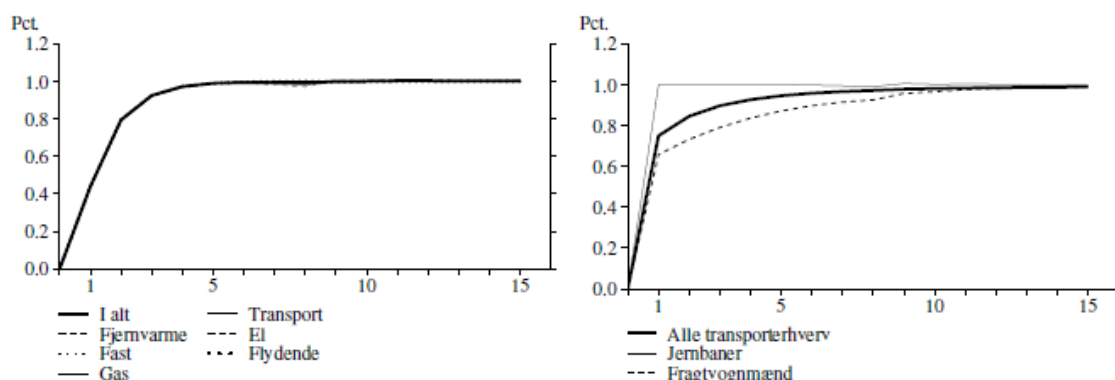 Pct.
1.2
1.0
0.8
0.6
0.4
0.2
0.0
1 5 10 15
I alt Transport
Fjernvarme El
Fast Flydende
Gas
Pct.
1.2
1.0
0.8
0.6
0.4
0.2
0.0
1 5 10 15
Alle transporterhverv
Jernbaner
Fragtvognmænd